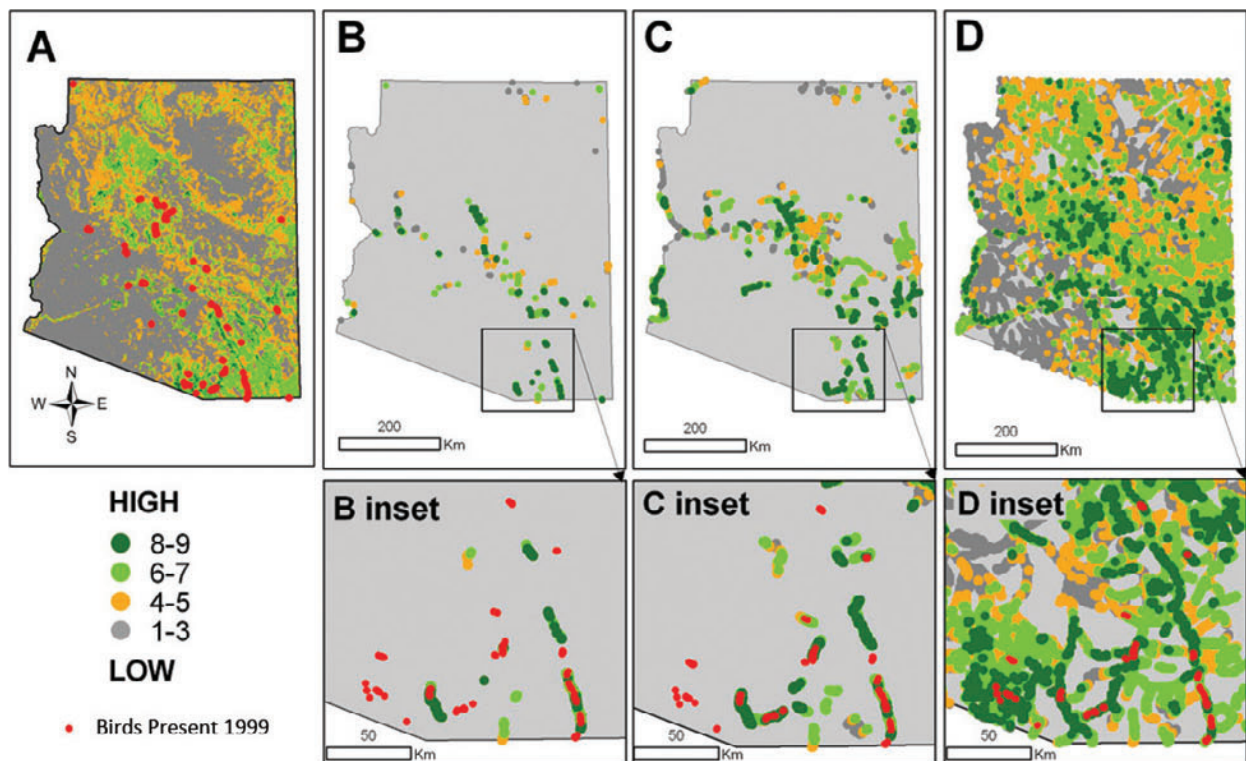 A
B
C
D
N
W E
S
200
Km
200
Km
200
Km
HIGH
8-9
6-7
4-5
1-3
LOW
Birds Present 1999
B inset
C inset
D inset
50
Km
50
Km
50
Km